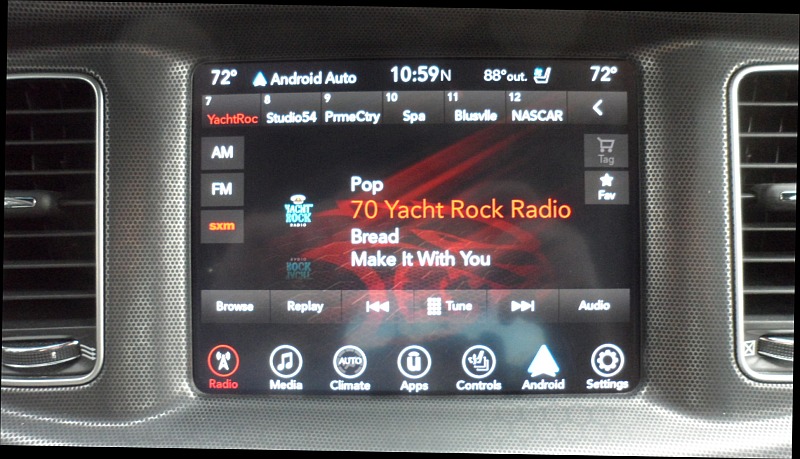 72° Android Auto 10:59N 88°out. 72°
7 8 9 10 11 12
YachtRoc Studio54 PrmeCtry Spa Blusvlle NASCAR
AM
FM
sxm
YACHT
ROCK
RADIO
Pop
70 Yacht Rock Radio
Bread
Make It With You
Tag
Fav
Browse Replay Tune Audio
AUTO
Radio Media Climate Apps Controls Android Settings